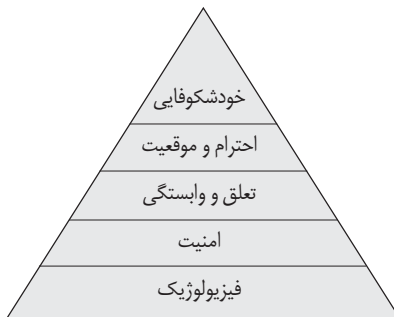 خودشکوفایی
احترام و موقعیت
تعلق و وابستگی
امنیت
فیزیولوژیک